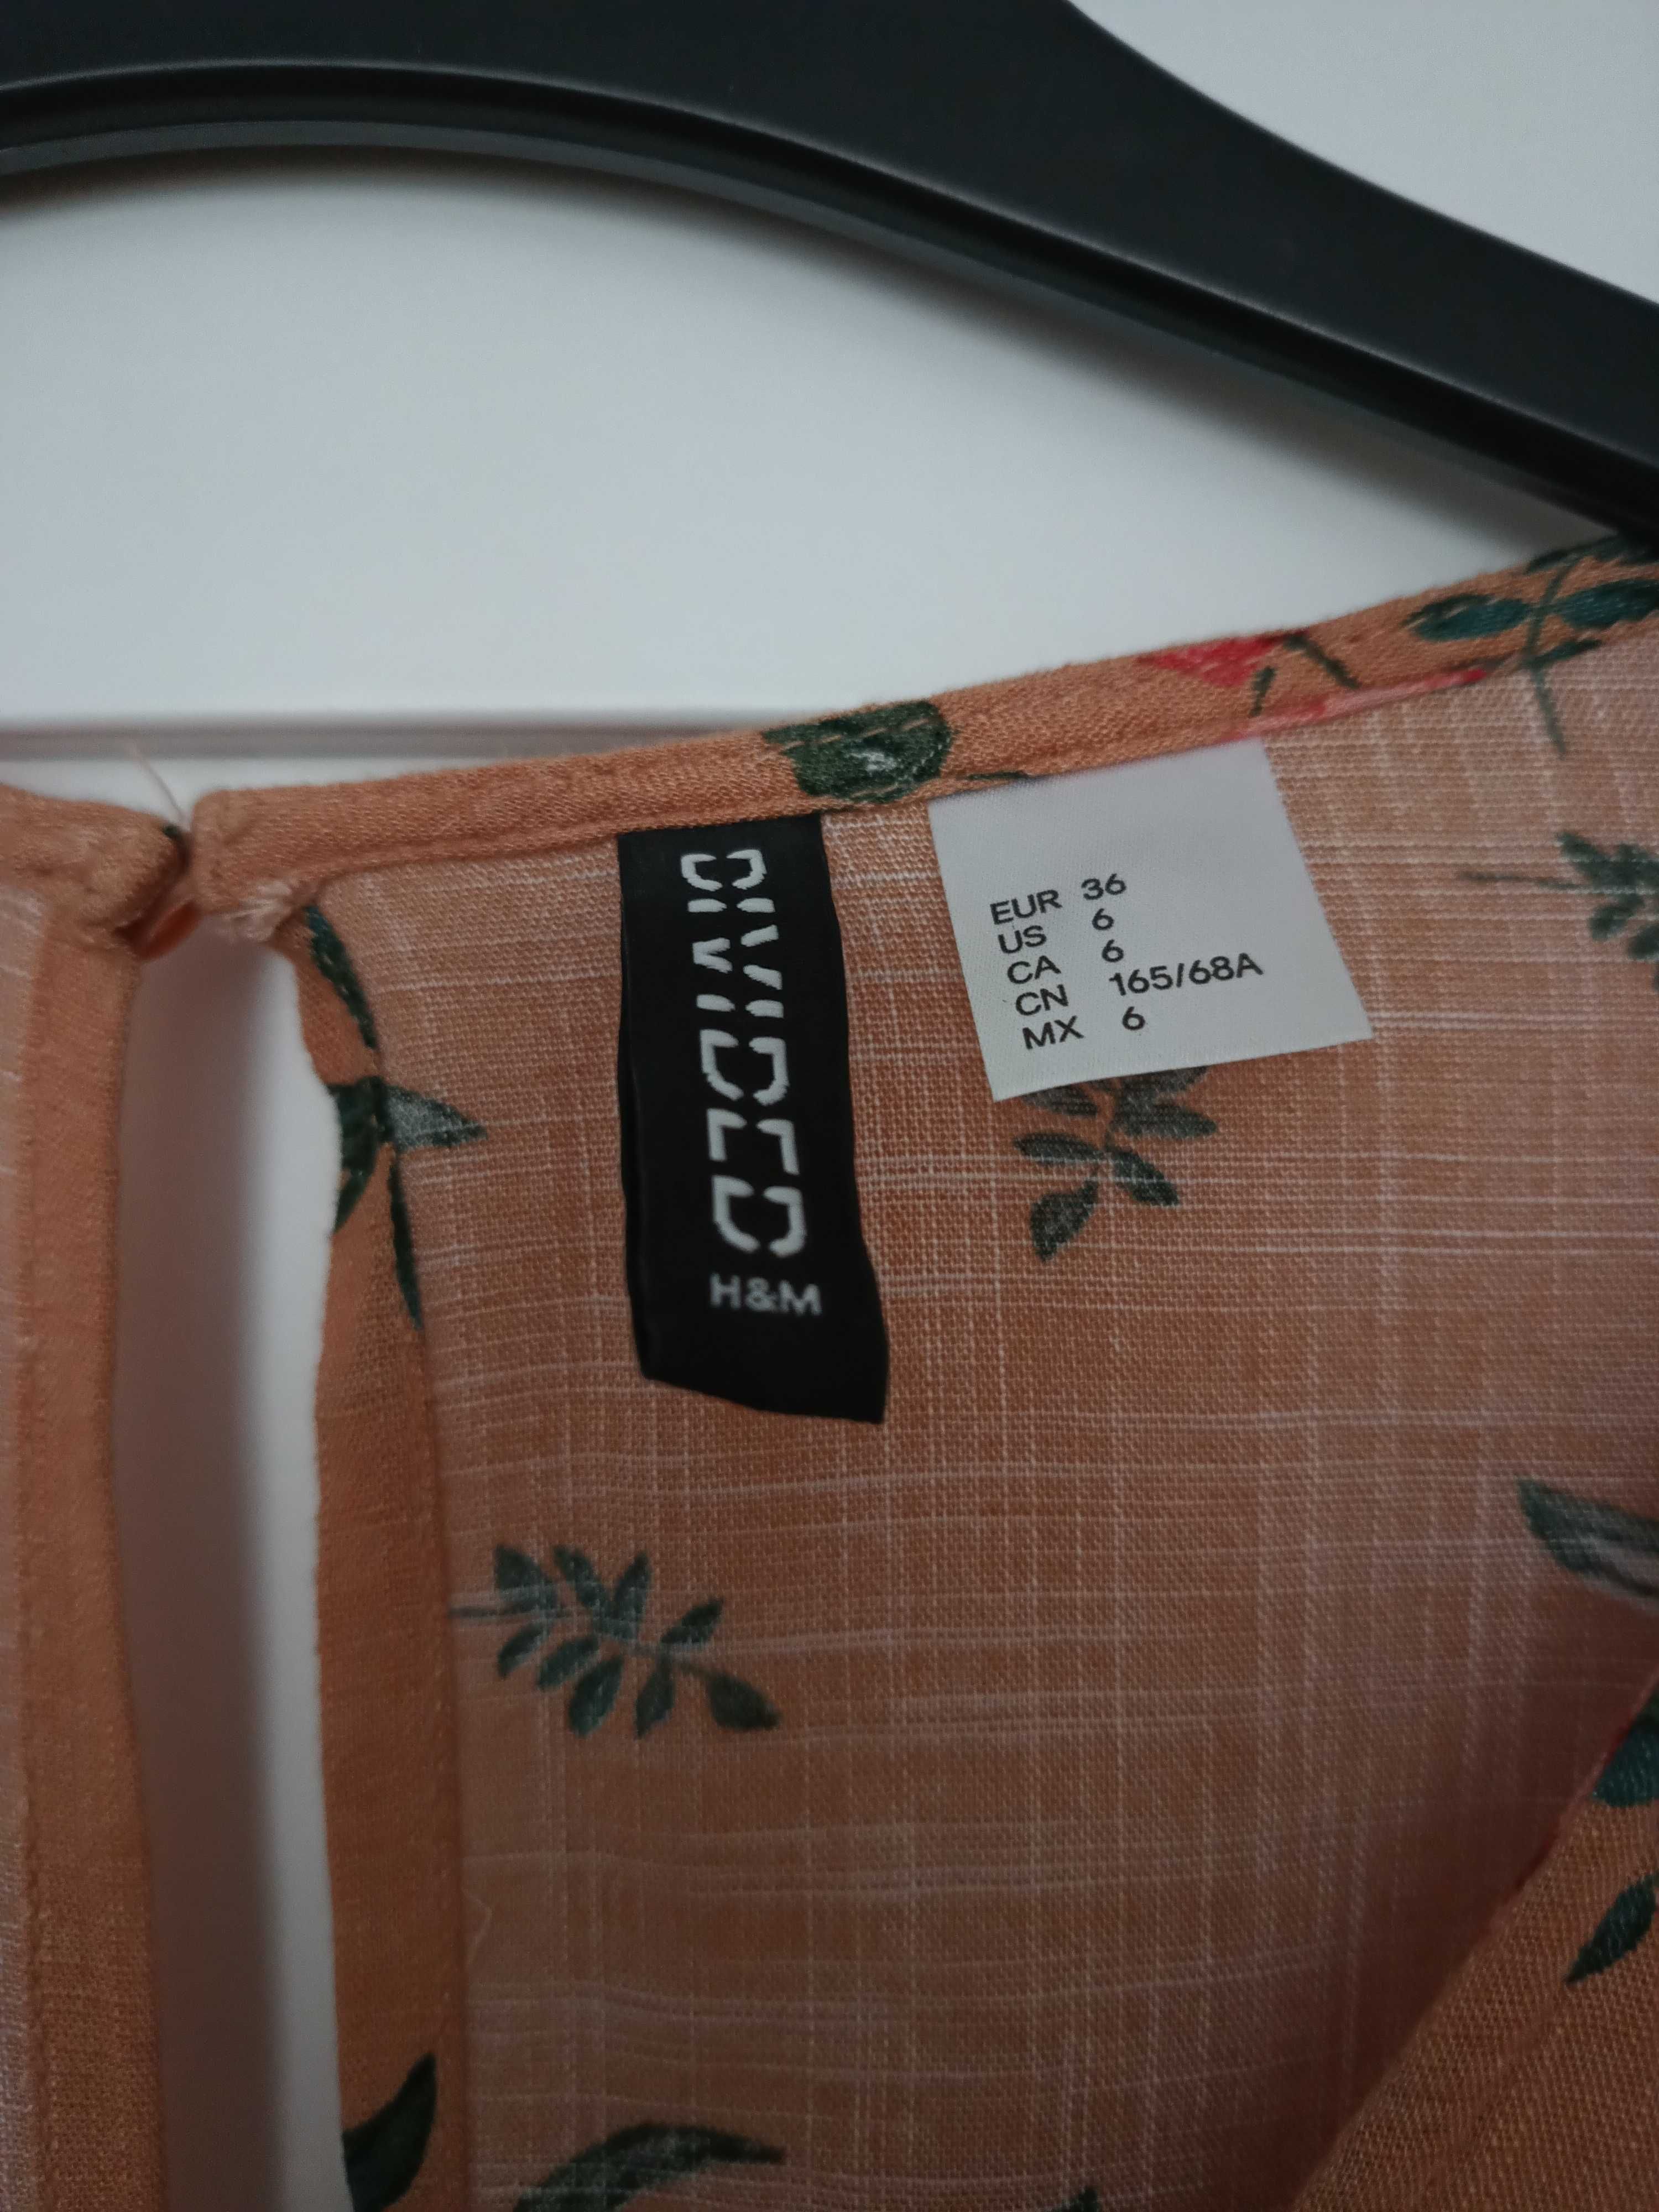 DIVIDED
H&M
EUR 36
US 6
CA 6
CN 165/68A
MX 6